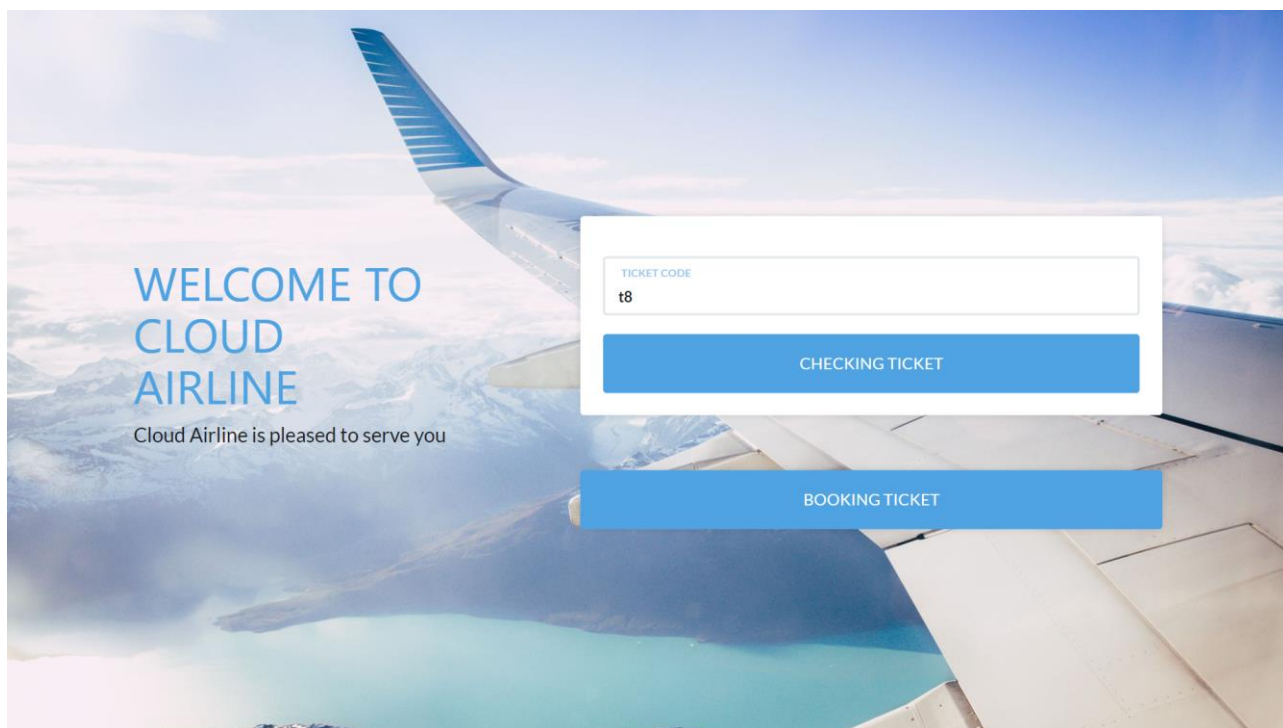 WELCOME TO
CLOUD
AIRLINE
Cloud Airline is pleased to serve you
TICKET CODE
t8
CHECKING TICKET
BOOKING TICKET